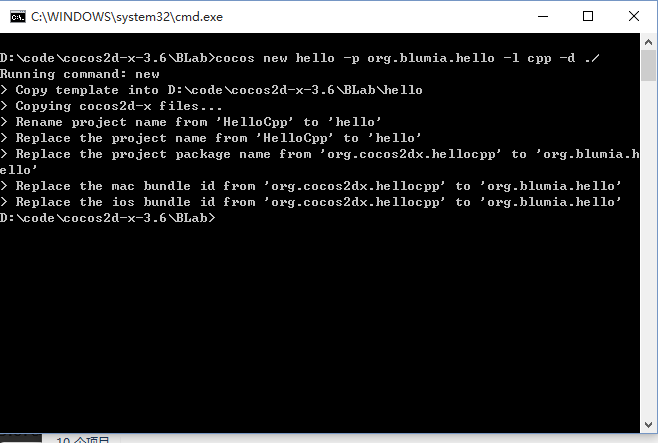 C:\WINDOWS\system32\cmd.exe
D:\code\cocos2d-x-3.6\BLab>cocos new hello -p org.blumia.hello -l cpp -d ./
Running command: new
> Copy template into D:\code\cocos2d-x-3.6\BLab\hello
> Copying cocos2d-x files...
> Rename project name from 'HelloCpp' to 'hello'
> Replace the project name from 'HelloCpp' to 'hello'
> Replace the project package name from 'org.cocos2dx.hellocpp' to 'org.blumia.h
ello'
> Replace the mac bundle id from 'org.cocos2dx.hellocpp' to 'org.blumia.hello'
> Replace the ios bundle id from 'org.cocos2dx.hellocpp' to 'org.blumia.hello'
D:\code\cocos2d-x-3.6\BLab>
10 个项目